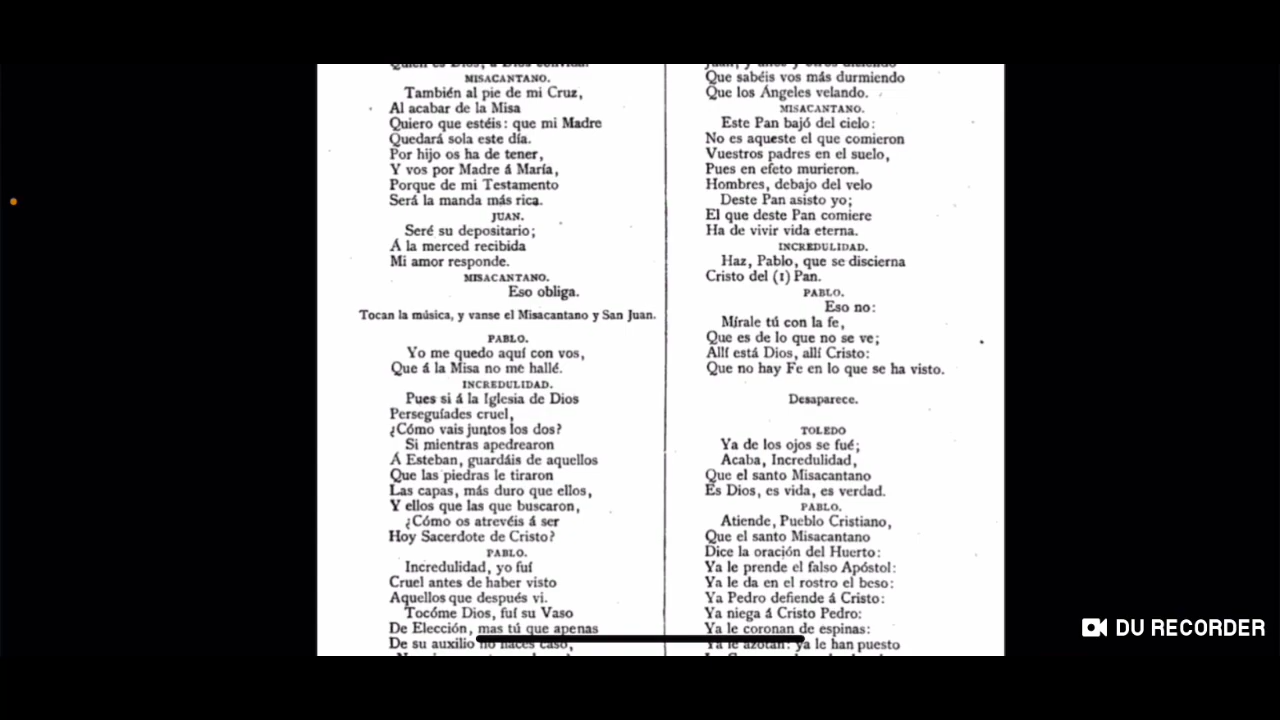 Quien es Dios, á Dios convida.
MISACANTANO.
También al pie de mi Cruz,
Al acabar de la Misa
Quiero que estéis: que mi Madre
Quedará sola este día.
Por hijo os ha de tener,
Y vos por Madre á María,
Porque de mi Testamento
Será la manda más rica.
JUAN.
Seré su depositario;
Á la merced recibida
Mi amor responde.
MISACANTANO.
Eso obliga.
Tocan la música, y vanse el Misacantano y San Juan.
PABLO.
Yo me quedo aquí con vos,
Que á la Misa no me hallé.
INCREDULIDAD.
Pues si á la Iglesia de Dios
Perseguíades cruel,
¿Cómo vais juntos los dos?
Si mientras apedrearon
Á Esteban, guardáis de aquellos
Que las piedras le tiraron
Las capas, más duro que ellos,
Y ellos que las que buscaron,
¿Cómo os atrevéis á ser
Hoy Sacerdote de Cristo?
PABLO.
Incredulidad, yo fuí
Cruel antes de haber visto
Aquellos que después vi.
Tocóme Dios, fuí su Vaso
De Elección, mas tú que apenas
De su auxilio no haces caso,
Que sabéis vos más durmiendo
Que los Ángeles velando.
MISACANTANO.
Este Pan bajó del cielo:
No es aqueste el que comieron
Vuestros padres en el suelo,
Pues en efeto murieron.
Hombres, debajo del velo
Deste Pan asisto yo;
El que deste Pan comiere
Ha de vivir vida eterna.
INCREDULIDAD.
Haz, Pablo, que se discierna
Cristo del (1) Pan.
PABLO.
Eso no:
Mírale tú con la fe,
Que es de lo que no se ve;
Allí está Dios, allí Cristo:
Que no hay Fe en lo que se ha visto.
Desaparece.
TOLEDO
Ya de los ojos se fué;
Acaba, Incredulidad,
Que el santo Misacantano
Es Dios, es vida, es verdad.
PABLO.
Atiende, Pueblo Cristiano,
Que el santo Misacantano
Dice la oración del Huerto:
Ya le prende el falso Apóstol:
Ya le da en el rostro el beso:
Ya Pedro defiende á Cristo:
Ya niega á Cristo Pedro:
Ya le coronan de espinas:
Ya le azotan: ya le han puesto
DU RECORDER